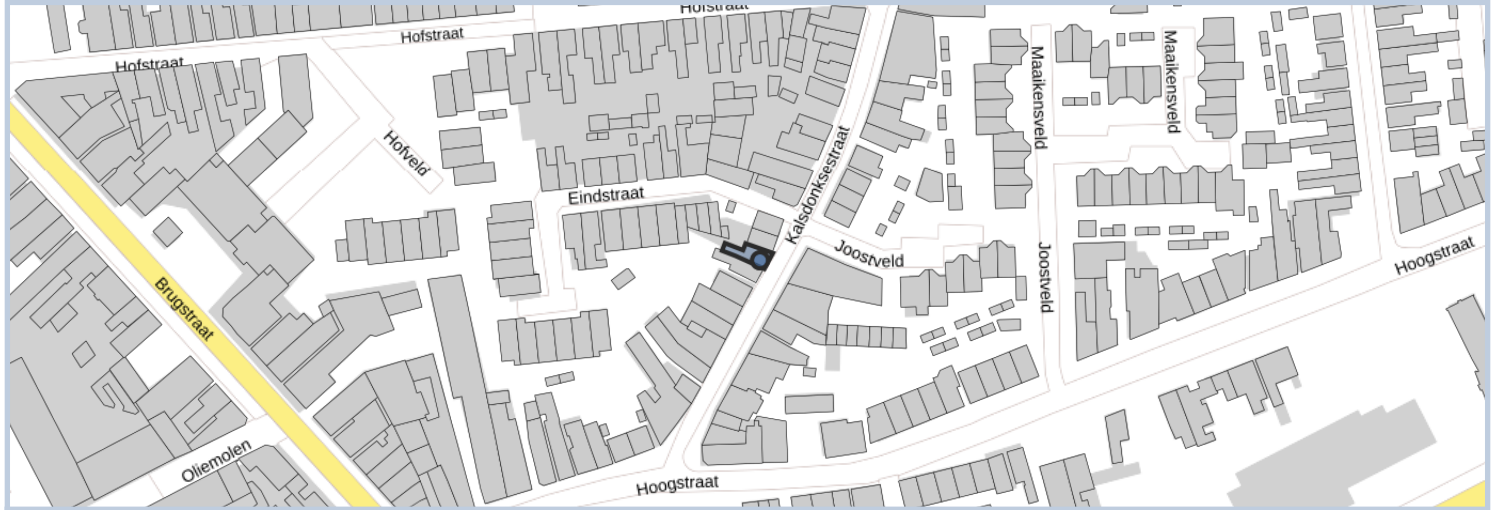 Hofstraat
Hofstraat
Hofstraat
Maaikensveld
Maaikensveld
Hofveld
Kalsdonksestraat
Eindstraat
Joostveld
Joostveld
Hoogstraat
Brugstraat
Oliemolen
Hoogstraat